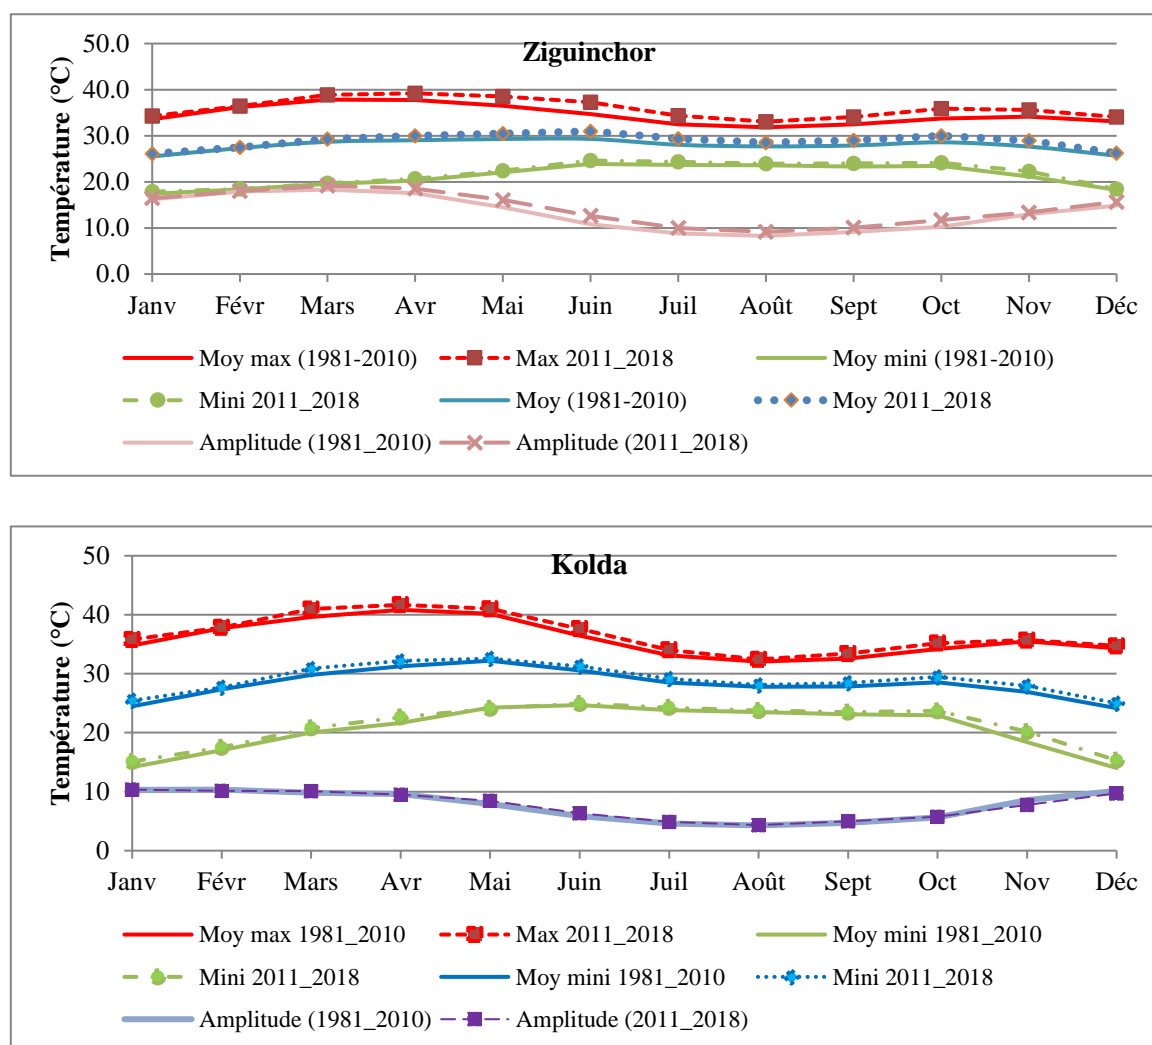 Ziguinchor
Température (°C)
50.0
40.0
30.0
20.0
10.0
0.0
Janv Févr Mars Avr Mai Juin Juil Août Sept Oct Nov Déc
Moy max (1981-2010) Max 2011_2018 Moy mini (1981-2010)
Mini 2011_2018 Moy (1981-2010) Moy 2011_2018
Amplitude (1981_2010) Amplitude (2011_2018)
Kolda
Température (°C)
50
40
30
20
10
0
Janv Févr Mars Avr Mai Juin Juil Août Sept Oct Nov Déc
Moy max 1981_2010 Max 2011_2018 Moy mini 1981_2010
Mini 2011_2018 Moy mini 1981_2010 Mini 2011_2018
Amplitude (1981_2010) Amplitude (2011_2018)